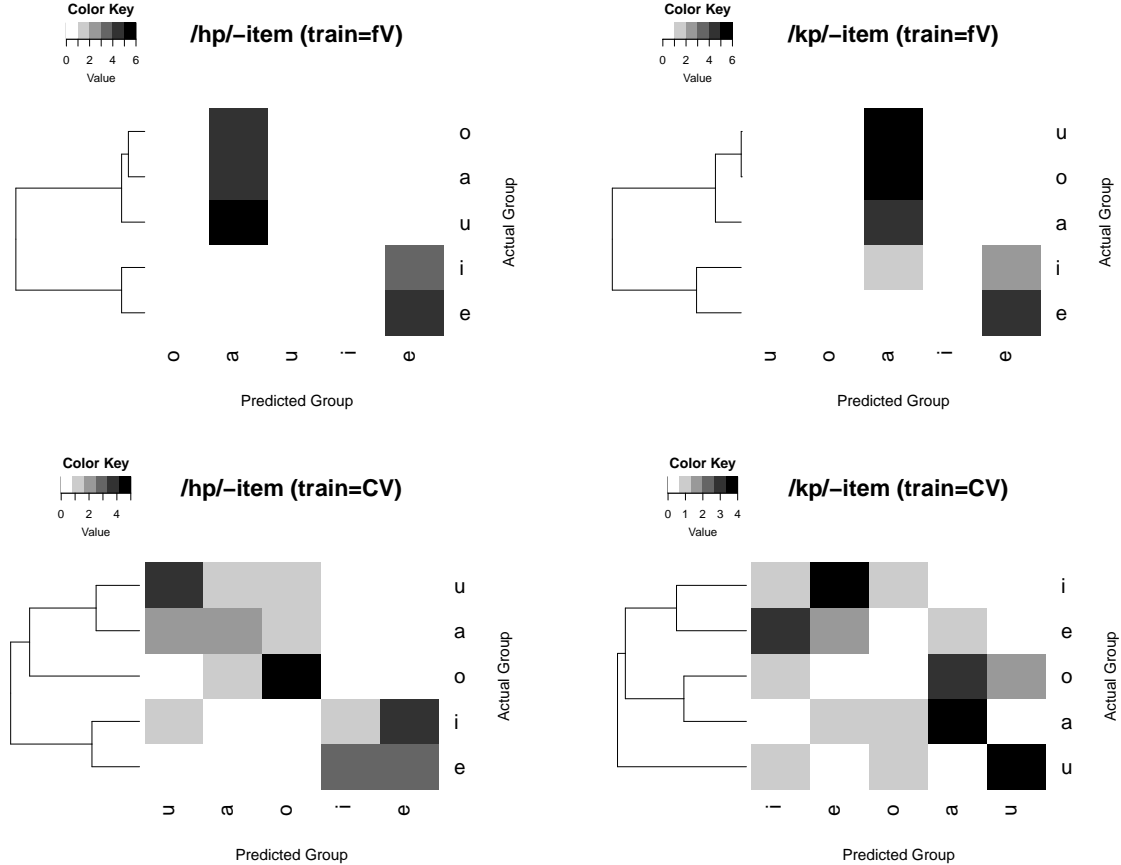 Color Key
0 2 4 6
Value
/hp/−item (train=fV)
o
a
u
i
e
Actual Group
o a u i e
Predicted Group
Color Key
0 2 4 6
Value
/kp/−item (train=fV)
u
o
a
i
e
Actual Group
u o a i e
Predicted Group
Color Key
0 2 4
Value
/hp/−item (train=CV)
u
a
o
i
e
Actual Group
u a o i e
Predicted Group
Color Key
0 1 2 3 4
Value
/kp/−item (train=CV)
i
e
o
a
u
Actual Group
i e o a u
Predicted Group